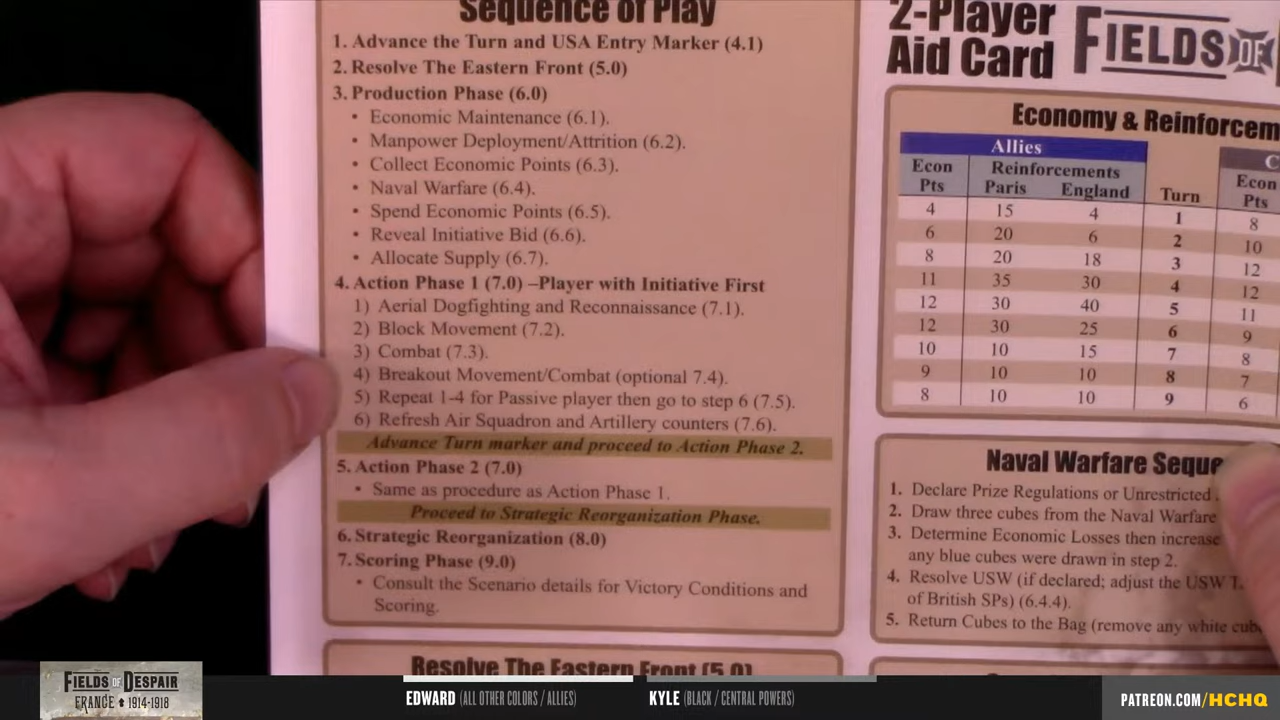 Sequence of Play
1. Advance the Turn and USA Entry Marker (4.1)
2. Resolve The Eastern Front (5.0)
3. Production Phase (6.0)
• Economic Maintenance (6.1).
• Manpower Deployment/Attrition (6.2).
• Collect Economic Points (6.3).
• Naval Warfare (6.4).
• Spend Economic Points (6.5).
• Reveal Initiative Bid (6.6).
• Allocate Supply (6.7).
4. Action Phase 1 (7.0) –Player with Initiative First
1) Aerial Dogfighting and Reconnaissance (7.1).
2) Block Movement (7.2).
3) Combat (7.3).
4) Breakout Movement/Combat (optional 7.4).
5) Repeat 1-4 for Passive player then go to step 6 (7.5).
6) Refresh Air Squadron and Artillery counters (7.6).
Advance Turn marker and proceed to Action Phase 2.
5. Action Phase 2 (7.0)
• Same as procedure as Action Phase 1.
Proceed to Strategic Reorganization Phase.
6. Strategic Reorganization (8.0)
7. Scoring Phase (9.0)
• Consult the Scenario details for Victory Conditions and
Scoring.
Resolve The Eastern Front (5.0)
2-Player
Aid Card
FIELDS OF
Economy & Reinforcem
Allies
C
Econ Pts
Reinforcements
Paris England
Turn
Econ Pts
4 15 4 1 8
6 20 6 2 10
8 20 18 3 12
11 35 30 4 12
12 30 40 5 11
12 30 25 6 9
10 10 15 7 8
9 10 10 8 7
8 10 10 9 6
Naval Warfare Seque
1. Declare Prize Regulations or Unrestricted
2. Draw three cubes from the Naval Warfare
3. Determine Economic Losses then increase
any blue cubes were drawn in step 2.
4. Resolve USW (if declared; adjust the USW T
of British SPs) (6.4.4).
5. Return Cubes to the Bag (remove any white cub
FIELDS OF DESPAIR
FRANCE 1914-1918
EDWARD (ALL OTHER COLORS / ALLIES)
KYLE (BLACK / CENTRAL POWERS)
PATREON.COM/HCHQ